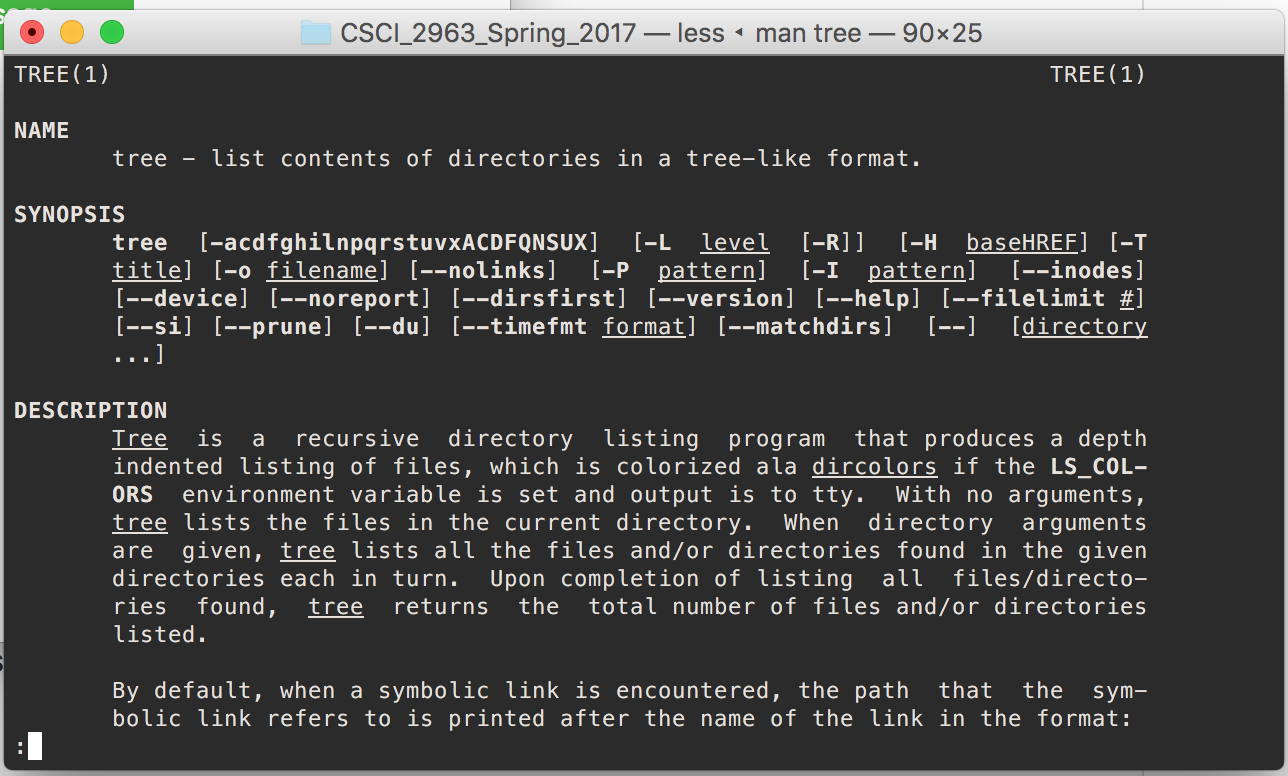 CSCI_2963_Spring_2017 — less ◂ man tree — 90×25
TREE(1) TREE(1)
NAME
tree - list contents of directories in a tree-like format.
SYNOPSIS
tree [-acdfghilnpqrstuvxACDFQNSUX] [-L level [-R]] [-H baseHREF] [-T
title] [-o filename] [--nolinks] [-P pattern] [-I pattern] [--inodes]
[--device] [--noreport] [--dirsfirst] [--version] [--help] [--filelimit #]
[--si] [--prune] [--du] [--timefmt format] [--matchdirs] [--] [directory
...]
DESCRIPTION
Tree is a recursive directory listing program that produces a depth
indented listing of files, which is colorized ala dircolors if the LS_COL-
ORS environment variable is set and output is to tty. With no arguments,
tree lists the files in the current directory. When directory arguments
are given, tree lists all the files and/or directories found in the given
directories each in turn. Upon completion of listing all files/directo-
ries found, tree returns the total number of files and/or directories
listed.
By default, when a symbolic link is encountered, the path that the sym-
bolic link refers to is printed after the name of the link in the format:
: